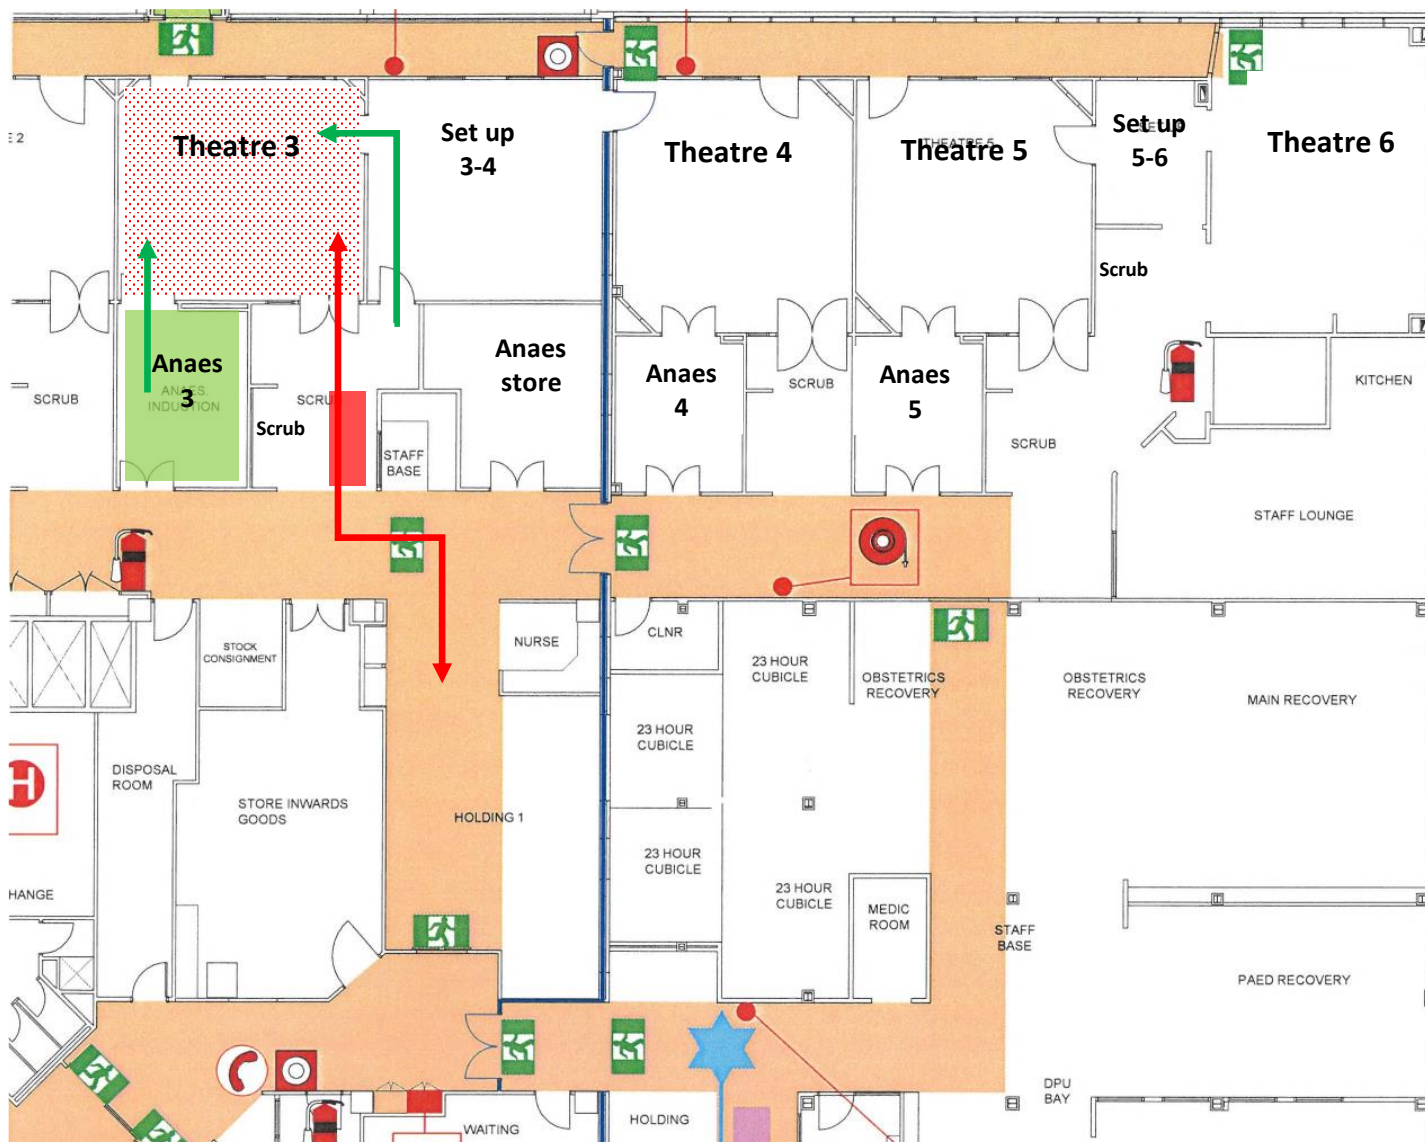 E 2
Theatre 3
Set up
3-4
Theatre 4
THEATRE 5
Theatre 5
Set up
5-6
Theatre 6
Scrub
Anaes
3
ANAES.
INDUCTION
SCRUB
SCRU
Scrub
STAFF
BASE
Anaes
store
Anaes
4
SCRUB
Anaes
5
SCRUB
KITCHEN
STAFF LOUNGE
STOCK
CONSIGNMENT
NURSE
CLNR
23 HOUR
CUBICLE
OBSTETRICS
RECOVERY
OBSTETRICS
RECOVERY
MAIN RECOVERY
23 HOUR
CUBICLE
DISPOSAL
ROOM
STORE INWARDS
GOODS
HOLDING 1
23 HOUR
CUBICLE
23 HOUR
CUBICLE
MEDIC
ROOM
H
HANGE
STAFF
BASE
PAED RECOVERY
DPU
BAY
WAITING
HOLDING